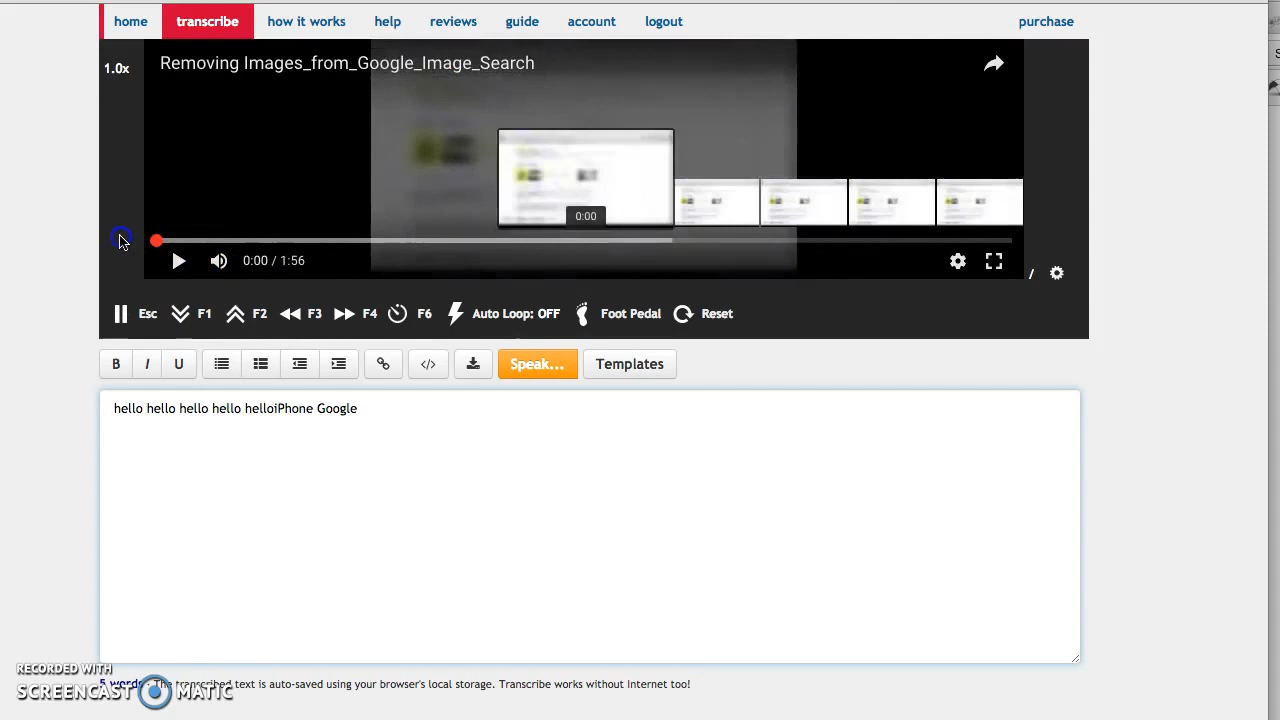 home transcribe how it works help reviews guide account logout purchase
1.0x Removing Images_from_Google_Image_Search
0:00
0:00 / 1:56
/
Esc F1 F2 F3 F4 F6 Auto Loop: OFF Foot Pedal Reset
B I U </> Speak... Templates
hello hello hello hello helloiPhone Google
RECORDED WITH
SCREENCAST MATIC
5 words - The transcribed text is auto-saved using your browser's local storage. Transcribe works without Internet too!